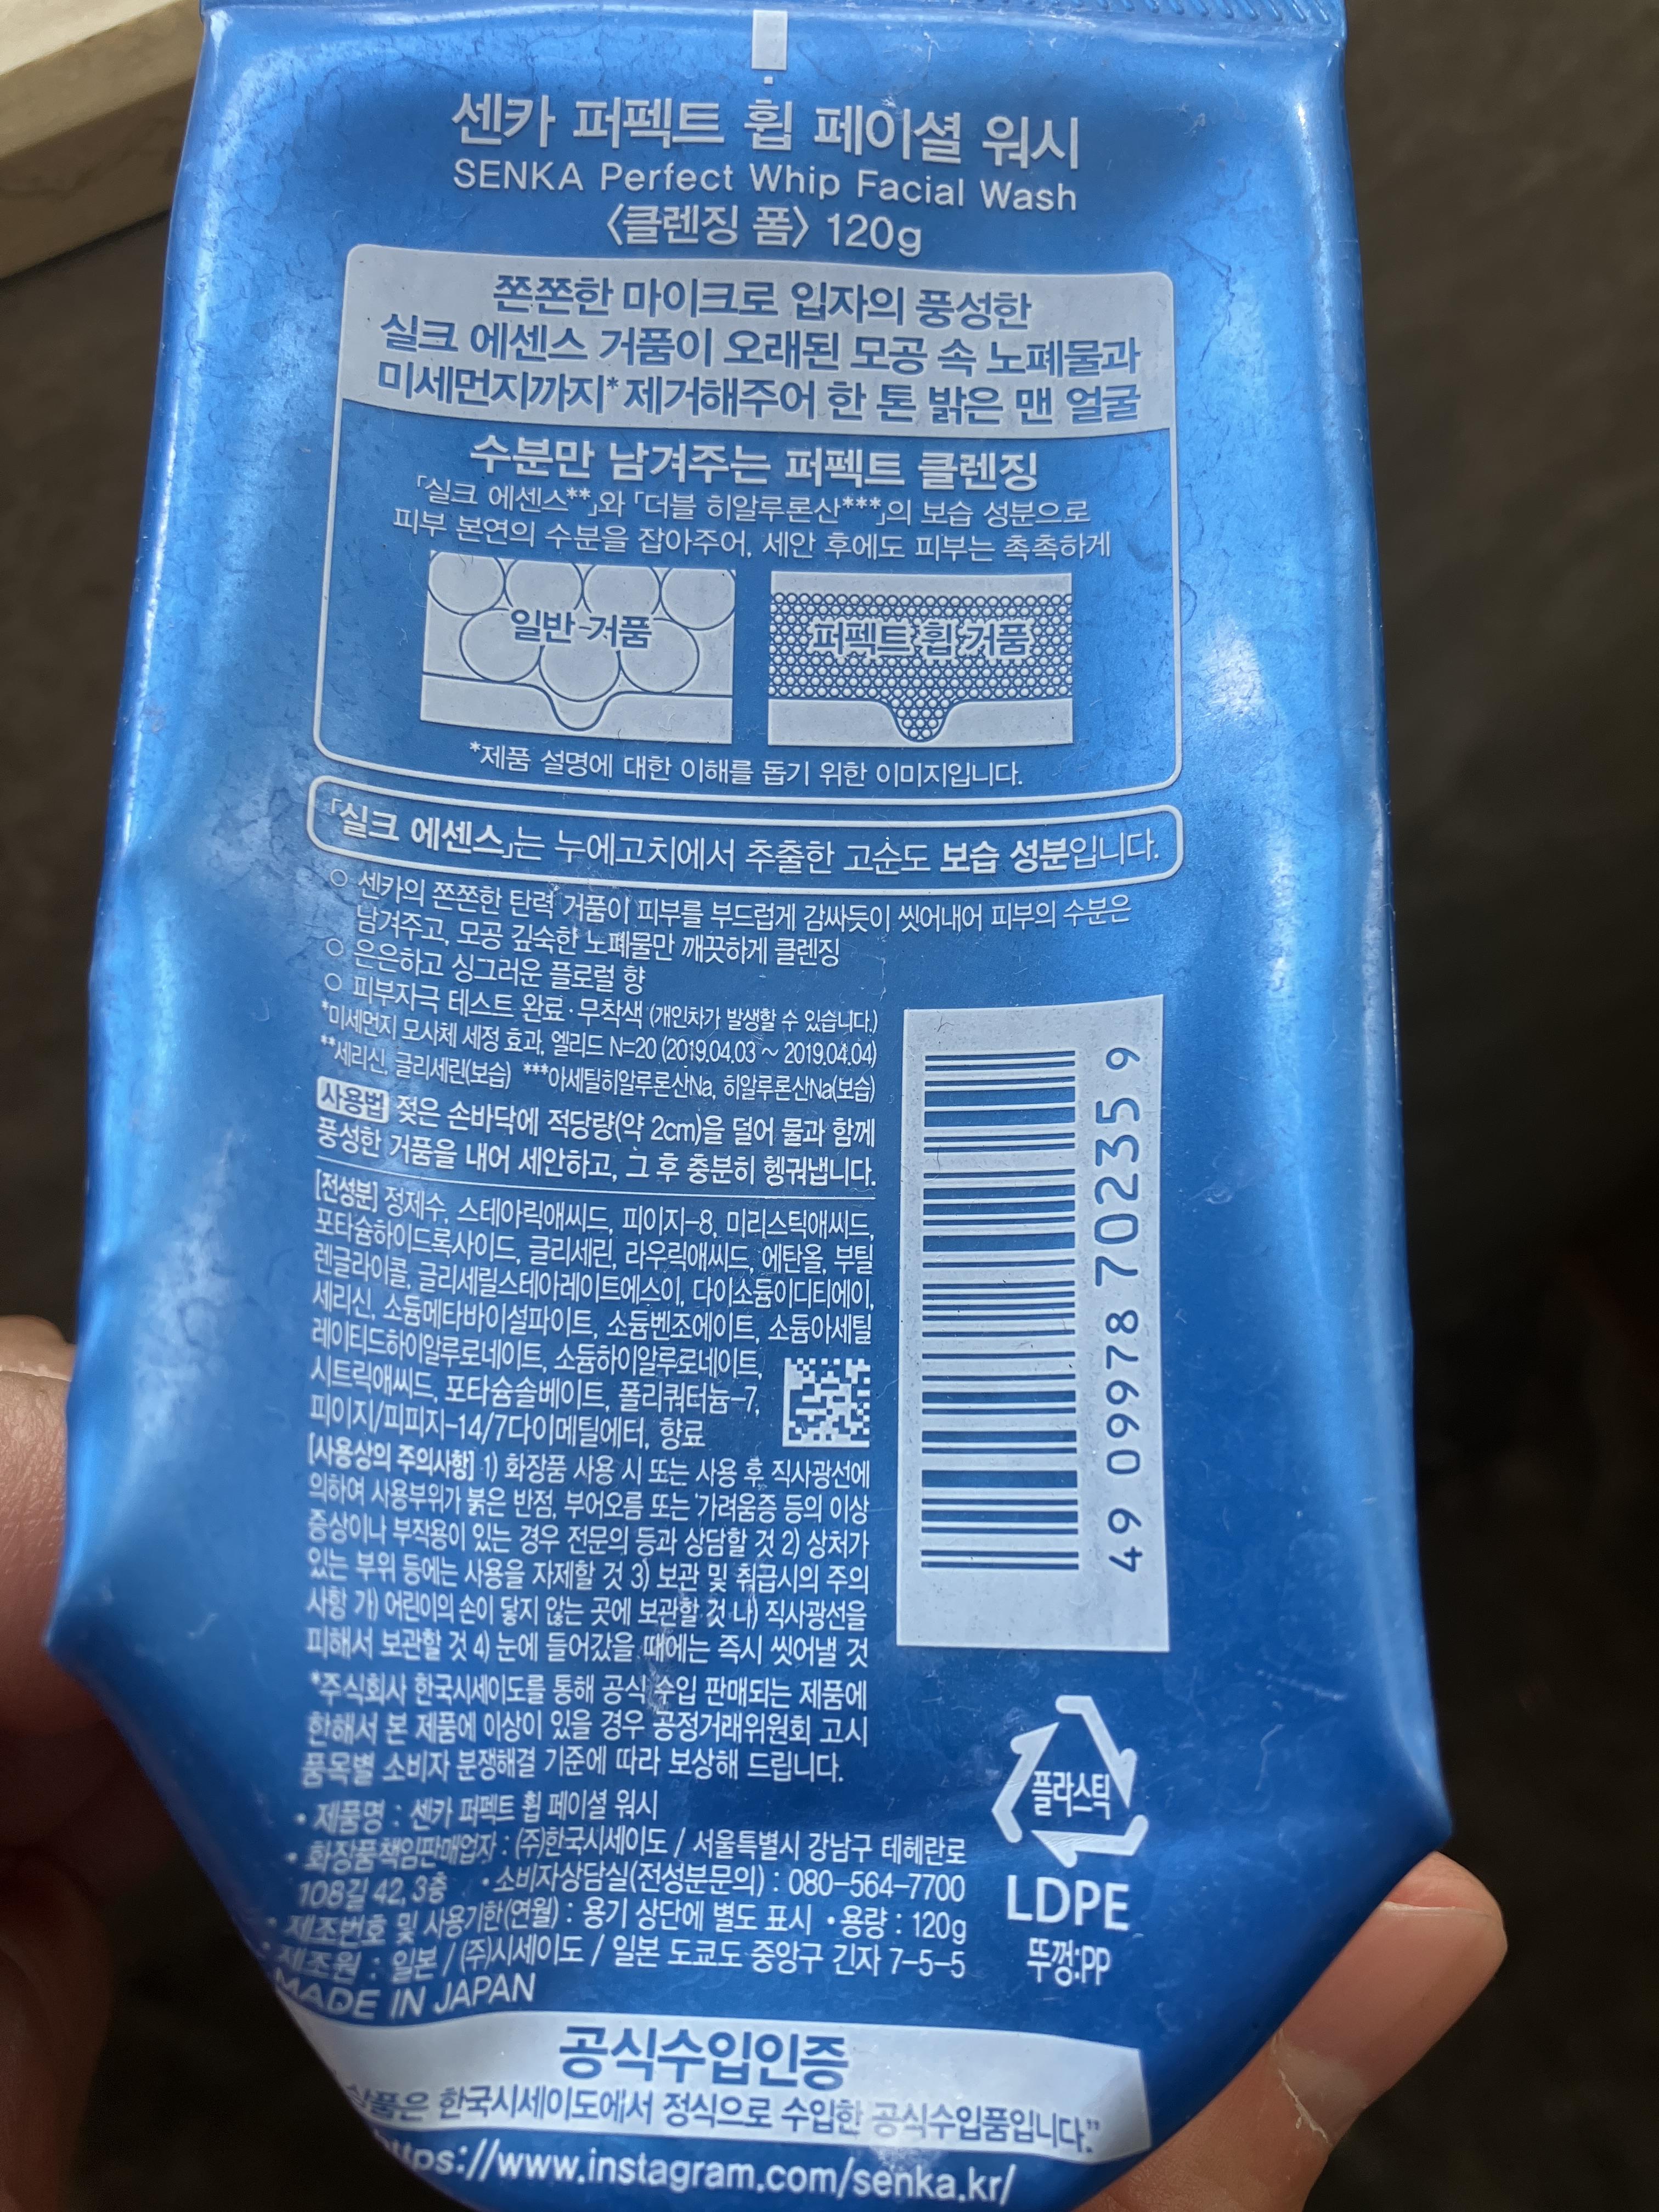 센카 퍼펙트 휩 페이셜 워시
SENKA Perfect Whip Facial Wash
〈클렌징 폼〉 120g
쫀쫀한 마이크로 입자의 풍성한
실크 에센스 거품이 오래된 모공 속 노폐물과
미세먼지까지* 제거해주어 한 톤 밝은 맨 얼굴
수분만 남겨주는 퍼펙트 클렌징
「실크 에센스**」와 「더블 히알루론산***」의 보습 성분으로
피부 본연의 수분을 잡아주어, 세안 후에도 피부는 촉촉하게
일반 거품
퍼펙트 휩 거품
*제품 설명에 대한 이해를 돕기 위한 이미지입니다.
「실크 에센스」는 누에고치에서 추출한 고순도 보습 성분입니다.
○ 센카의 쫀쫀한 탄력 거품이 피부를 부드럽게 감싸듯이 씻어내어 피부의 수분은
남겨주고, 모공 깊숙한 노폐물만 깨끗하게 클렌징
○ 은은하고 싱그러운 플로럴 향
○ 피부자극 테스트 완료·무착색 (개인차가 발생할 수 있습니다.)
*미세먼지 모사체 세정 효과, 엘리드 N=20 (2019.04.03 ~ 2019.04.04)
**세리신, 글리세린(보습) ***아세틸히알루론산Na, 히알루론산Na(보습)
사용법 젖은 손바닥에 적당량(약 2cm)을 덜어 물과 함께
풍성한 거품을 내어 세안하고, 그 후 충분히 헹궈냅니다.
[전성분] 정제수, 스테아릭애씨드, 피이지-8, 미리스틱애씨드,
포타슘하이드록사이드, 글리세린, 라우릭애씨드, 에탄올, 부틸
렌글라이콜, 글리세릴스테아레이트에스이, 다이소듐이디티에이,
세리신, 소듐메타바이설파이트, 소듐벤조에이트, 소듐아세틸
레이티드하이알루로네이트, 소듐하이알루로네이트,
시트릭애씨드, 포타슘솔베이트, 폴리쿼터늄-7,
피이지/피피지-14/7다이메틸에터, 향료
[사용상의 주의사항] 1) 화장품 사용 시 또는 사용 후 직사광선에
의하여 사용부위가 붉은 반점, 부어오름 또는 가려움증 등의 이상
증상이나 부작용이 있는 경우 전문의 등과 상담할 것 2) 상처가
있는 부위 등에는 사용을 자제할 것 3) 보관 및 취급시의 주의
사항 가) 어린이의 손이 닿지 않는 곳에 보관할 것 나) 직사광선을
피해서 보관할 것 4) 눈에 들어갔을 때에는 즉시 씻어낼 것
*주식회사 한국시세이도를 통해 공식 수입 판매되는 제품에
한해서 본 제품에 이상이 있을 경우 공정거래위원회 고시
품목별 소비자 분쟁해결 기준에 따라 보상해 드립니다.
• 제품명 : 센카 퍼펙트 휩 페이셜 워시
• 화장품책임판매업자 : (주)한국시세이도 / 서울특별시 강남구 테헤란로
108길 42, 3층 • 소비자상담실(전성분문의) : 080-564-7700
• 제조번호 및 사용기한(연월) : 용기 상단에 별도 표시 • 용량 : 120g
• 제조원 : 일본 / (주)시세이도 / 일본 도쿄도 중앙구 긴자 7-5-5
MADE IN JAPAN
49 09978 70235 9
플라스틱
LDPE
뚜껑:PP
공식수입인증
상품은 한국시세이도에서 정식으로 수입한 공식수입품입니다."
https://www.instagram.com/senka.kr/